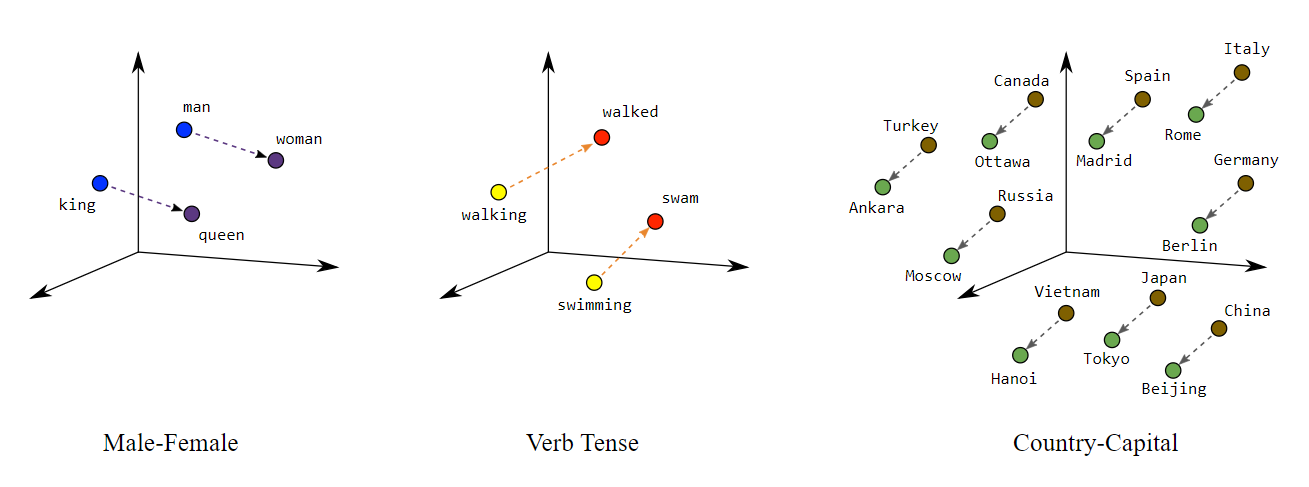 man
woman
king
queen
Male-Female
walked
walking
swam
swimming
Verb Tense
Italy
Canada
Spain
Turkey
Rome
Ottawa
Madrid
Germany
Ankara
Russia
Berlin
Moscow
Japan
Vietnam
China
Tokyo
Hanoi
Beijing
Country-Capital